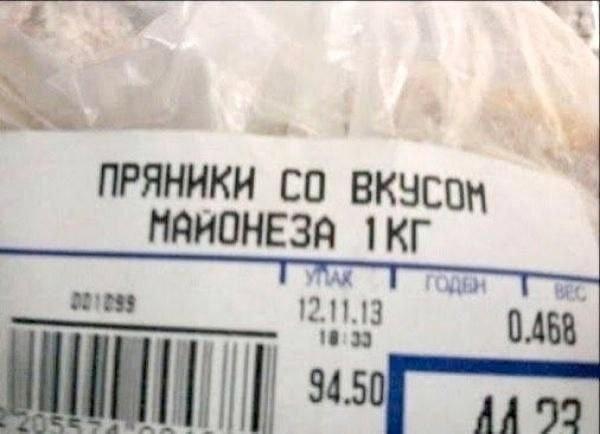 ПРЯНИКИ СО ВКУСОМ
МАЙОНЕЗА 1КГ
УПАК ГОДЕН ВЕС
001099 12.11.13 0.468
18:33
94.50 44.23